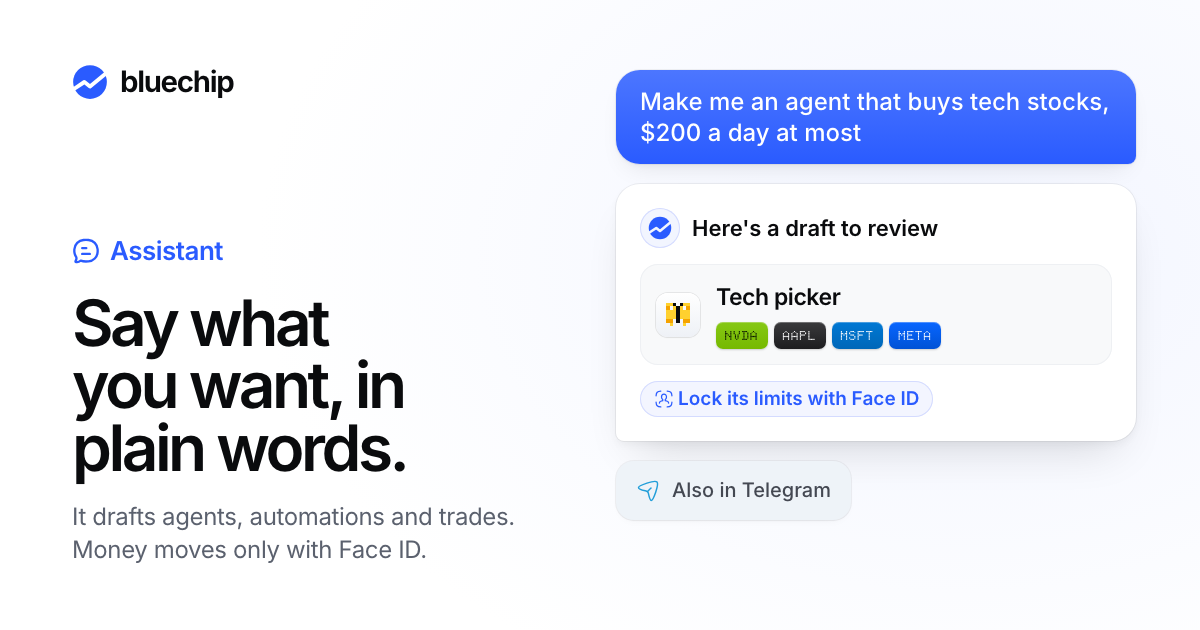 bluechip
Assistant
Say what
you want, in
plain words.
It drafts agents, automations and trades.
Money moves only with Face ID.
Make me an agent that buys tech stocks,
$200 a day at most
Here's a draft to review
Tech picker
NVDA AAPL MSFT META
Lock its limits with Face ID
Also in Telegram